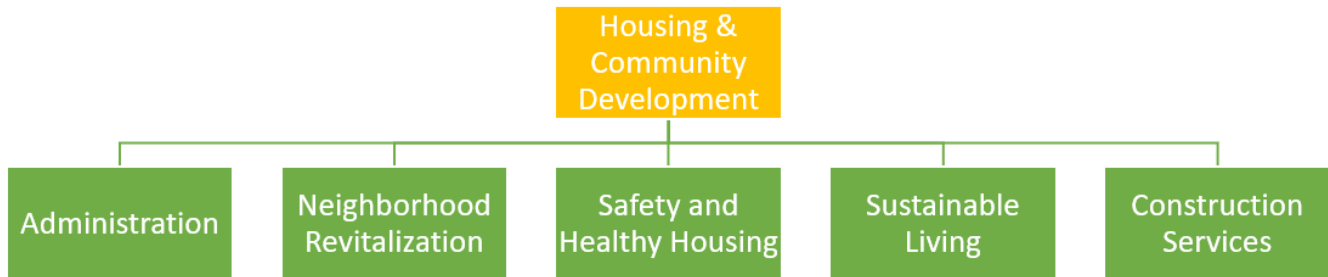 Housing &
Community
Development
Administration
Neighborhood
Revitalization
Safety and
Healthy Housing
Sustainable
Living
Construction
Services